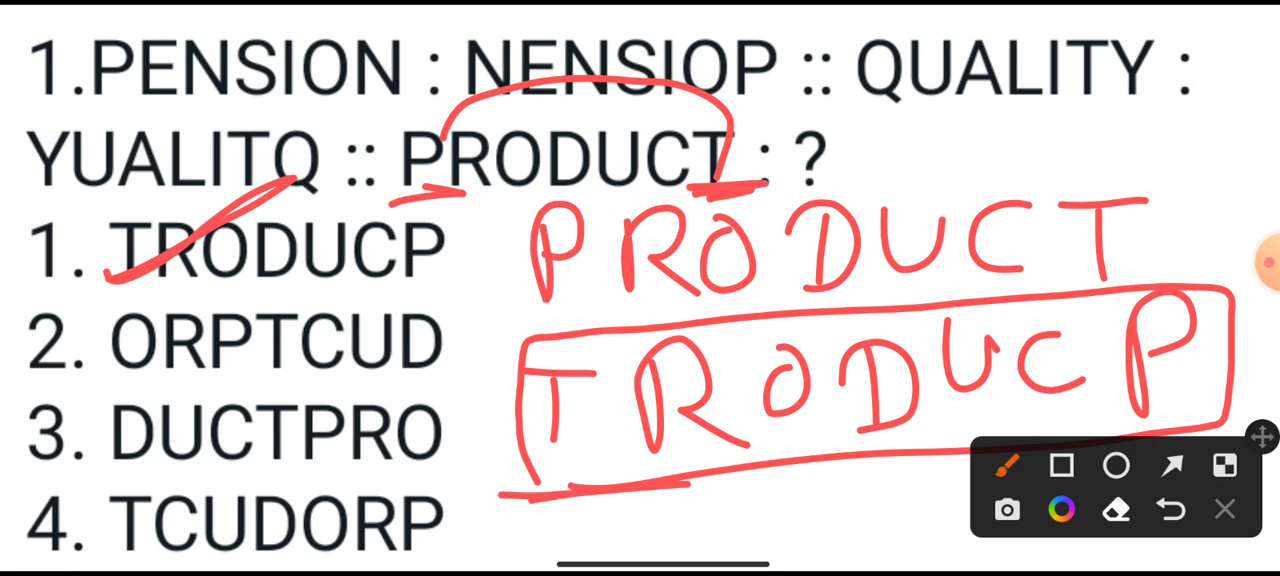 1.PENSION : NENSIOP :: QUALITY :
YUALITQ :: PRODUCT : ?
1. TRODUCP
PRODUCT
2. ORPTCUD
TRODUCP
3. DUCTPRO
4. TCUDORP